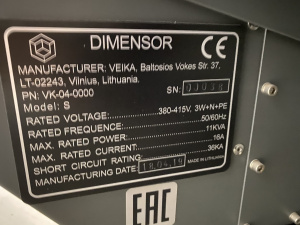 DIMENSOR CE
MANUFACTURER: VEIKA, Baltosios Vokes Str. 37,
LT-02243, Vilnius, Lithuania.
PN: VK-04-0000 SN:
Model: S
RATED VOLTAGE: 380-415V, 3W+N+PE
RATED FREQUENCY: 50/60Hz
MAX. RATED POWER: 11KVA
MAX. RATED CURRENT: 16A
SHORT CIRCUIT RATING: 36KA
MANUFACTURING DATE MADE IN LITHUANIA
EAC